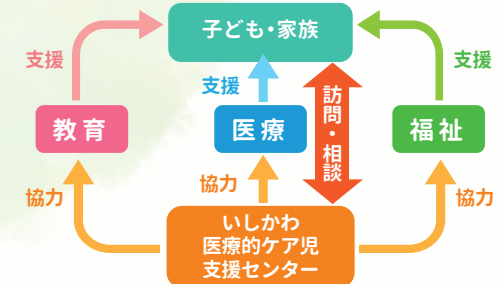 子ども・家族
支援
支援
支援
教育
医療
訪問・相談
福祉
協力
協力
協力
いしかわ
医療的ケア児
支援センター